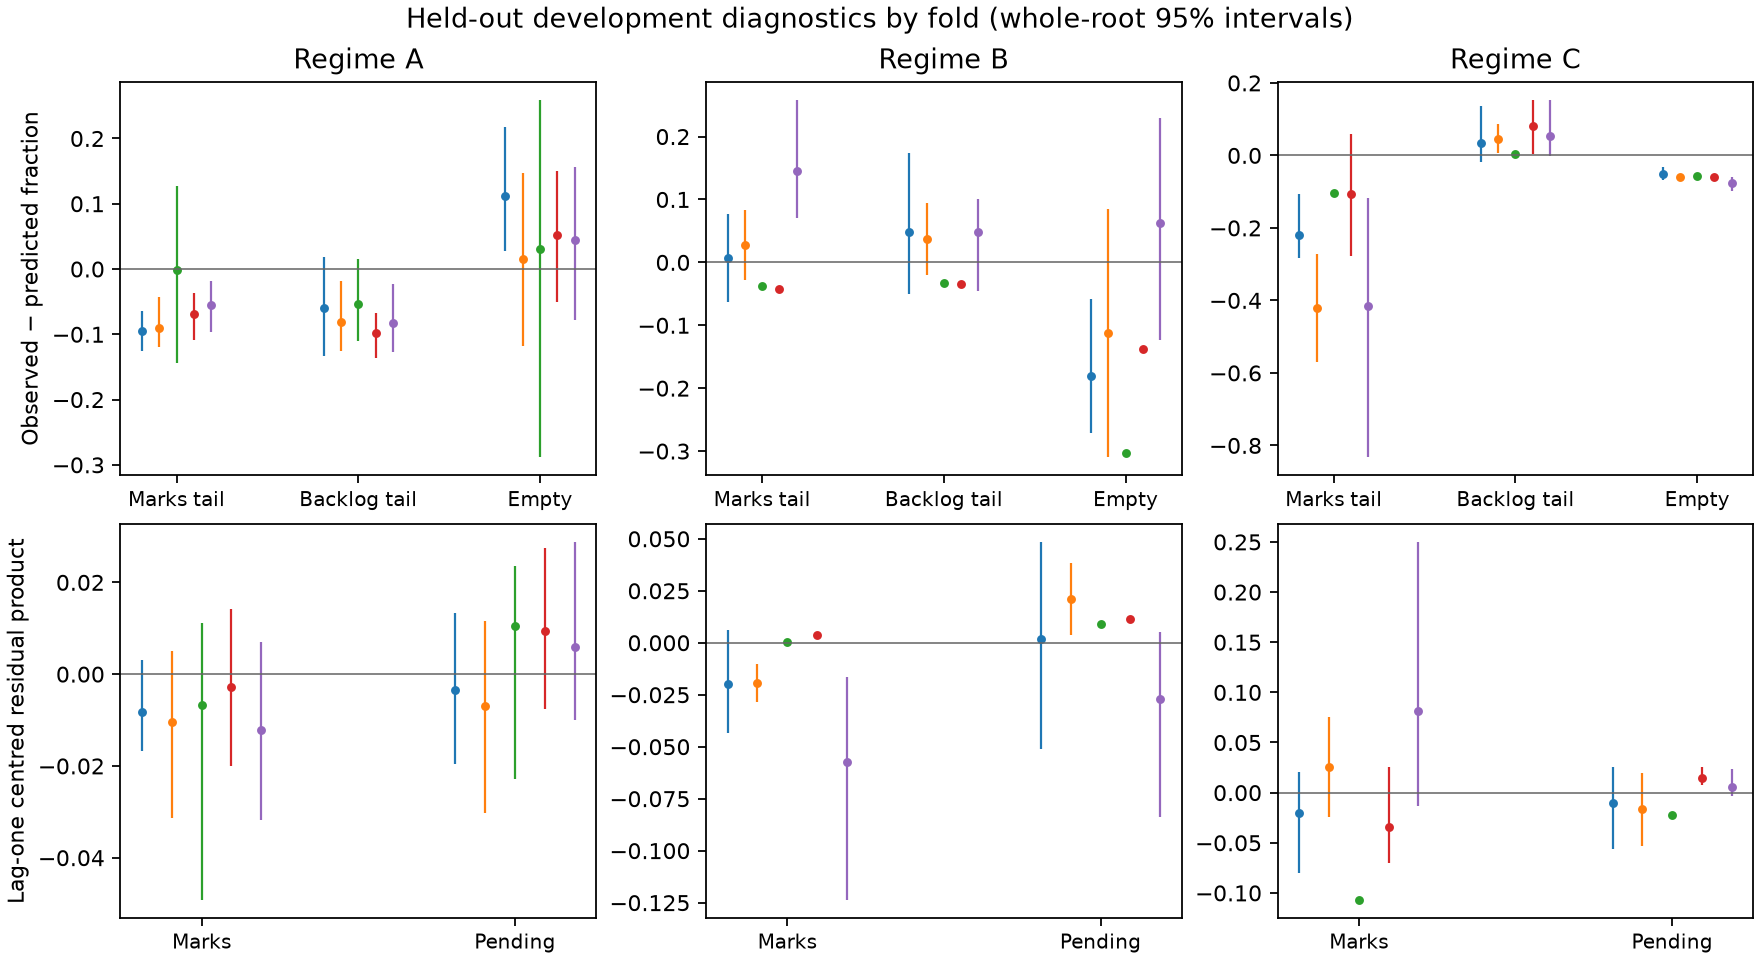 Held-out development diagnostics by fold (whole-root 95% intervals)
Regime A
Regime B
Regime C
Observed − predicted fraction
0.2
0.1
0.0
−0.1
−0.2
−0.3
Marks tail
Backlog tail
Empty
0.2
0.1
0.0
−0.1
−0.2
−0.3
Marks tail
Backlog tail
Empty
0.2
0.0
−0.2
−0.4
−0.6
−0.8
Marks tail
Backlog tail
Empty
Lag-one centred residual product
0.02
0.00
−0.02
−0.04
Marks
Pending
0.050
0.025
0.000
−0.025
−0.050
−0.075
−0.100
−0.125
Marks
Pending
0.25
0.20
0.15
0.10
0.05
0.00
−0.05
−0.10
Marks
Pending